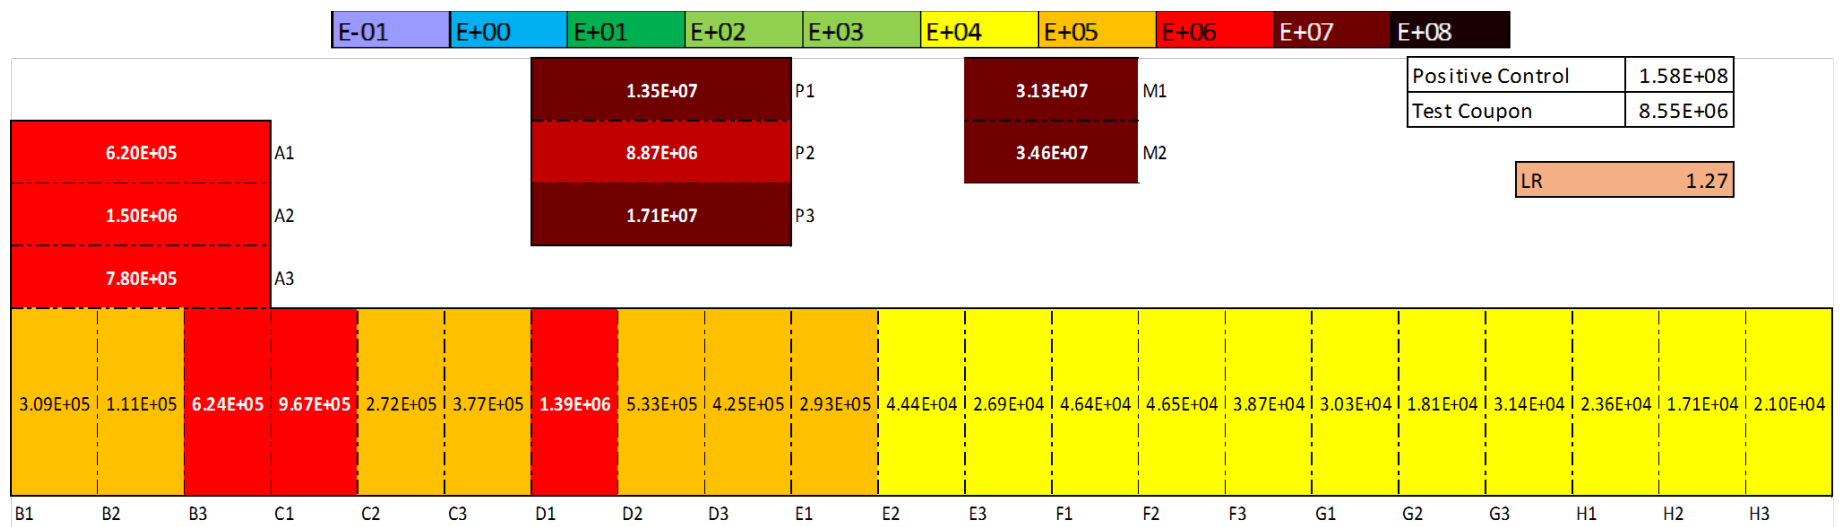 E-01 E+00 E+01 E+02 E+03 E+04 E+05 E+06 E+07 E+08
1.35E+07 P1 3.13E+07 M1 Positive Control 1.58E+08
Test Coupon 8.55E+06
6.20E+05 A1 8.87E+06 P2 3.46E+07 M2
LR 1.27
1.50E+06 A2 1.71E+07 P3
7.80E+05 A3
3.09E+05 1.11E+05 6.24E+05 9.67E+05 2.72E+05 3.77E+05 1.39E+06 5.33E+05 4.25E+05 2.93E+05 4.44E+04 2.69E+04 4.64E+04 4.65E+04 3.87E+04 3.03E+04 1.81E+04 3.14E+04 2.36E+04 1.71E+04 2.10E+04
B1 B2 B3 C1 C2 C3 D1 D2 D3 E1 E2 E3 F1 F2 F3 G1 G2 G3 H1 H2 H3